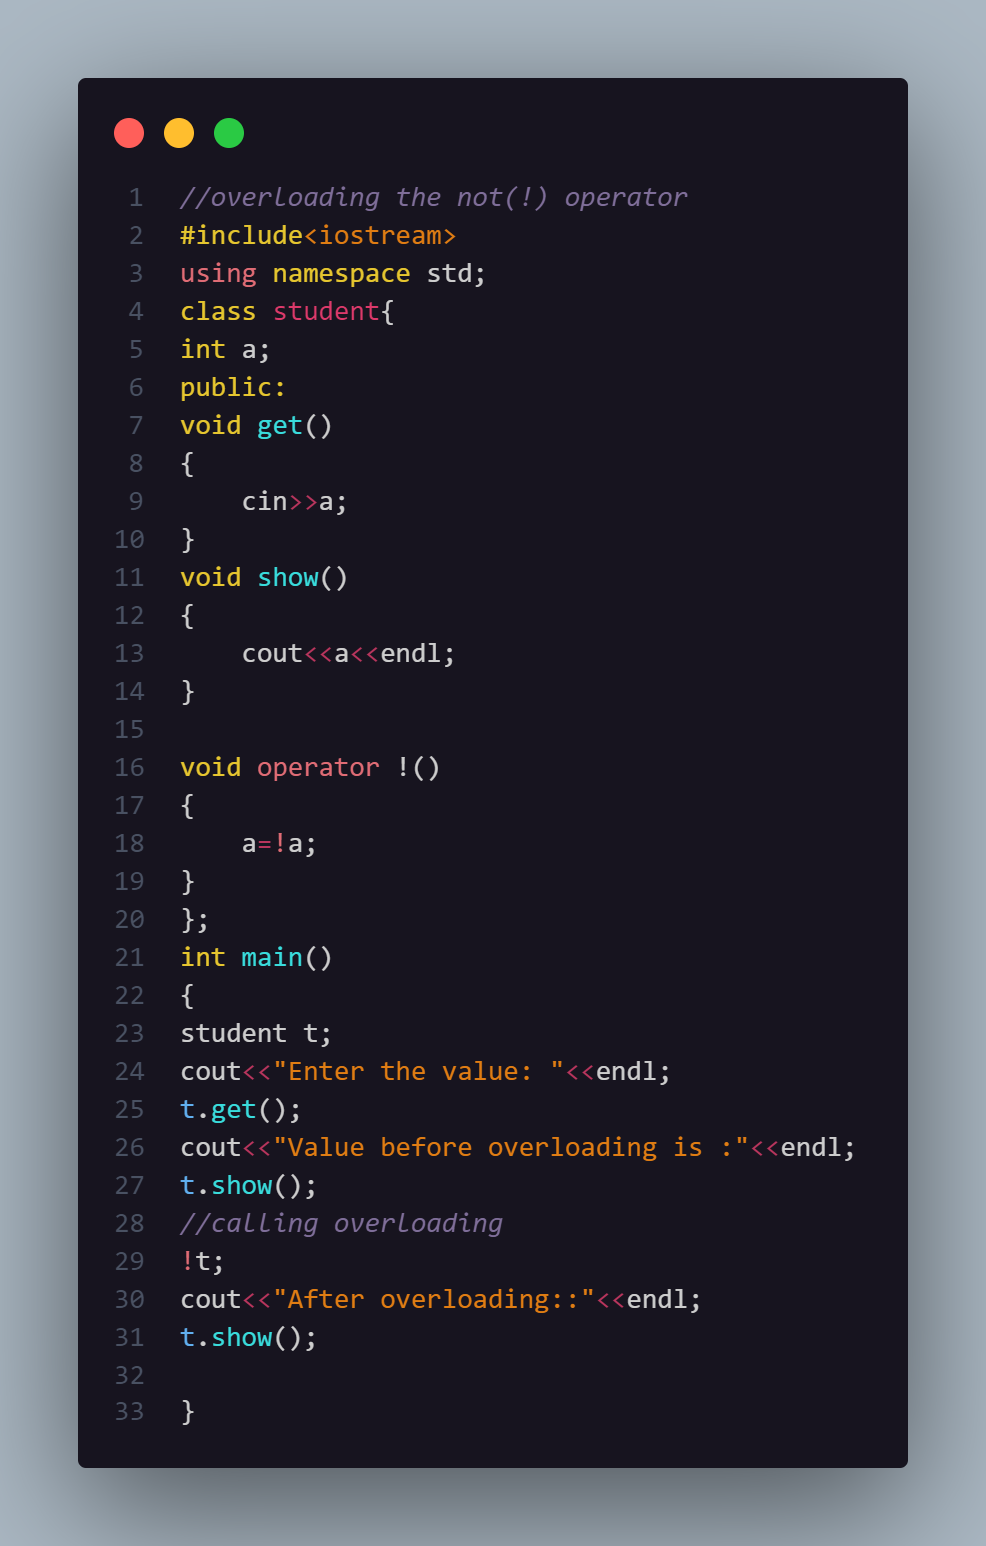 1 //overloading the not(!) operator
2 #include<iostream>
3 using namespace std;
4 class student{
5 int a;
6 public:
7 void get()
8 {
9     cin>>a;
10 }
11 void show()
12 {
13     cout<<a<<endl;
14 }
15
16 void operator !()
17 {
18     a=!a;
19 }
20 };
21 int main()
22 {
23 student t;
24 cout<<"Enter the value: "<<endl;
25 t.get();
26 cout<<"Value before overloading is :"<<endl;
27 t.show();
28 //calling overloading
29 !t;
30 cout<<"After overloading::"<<endl;
31 t.show();
32
33 }